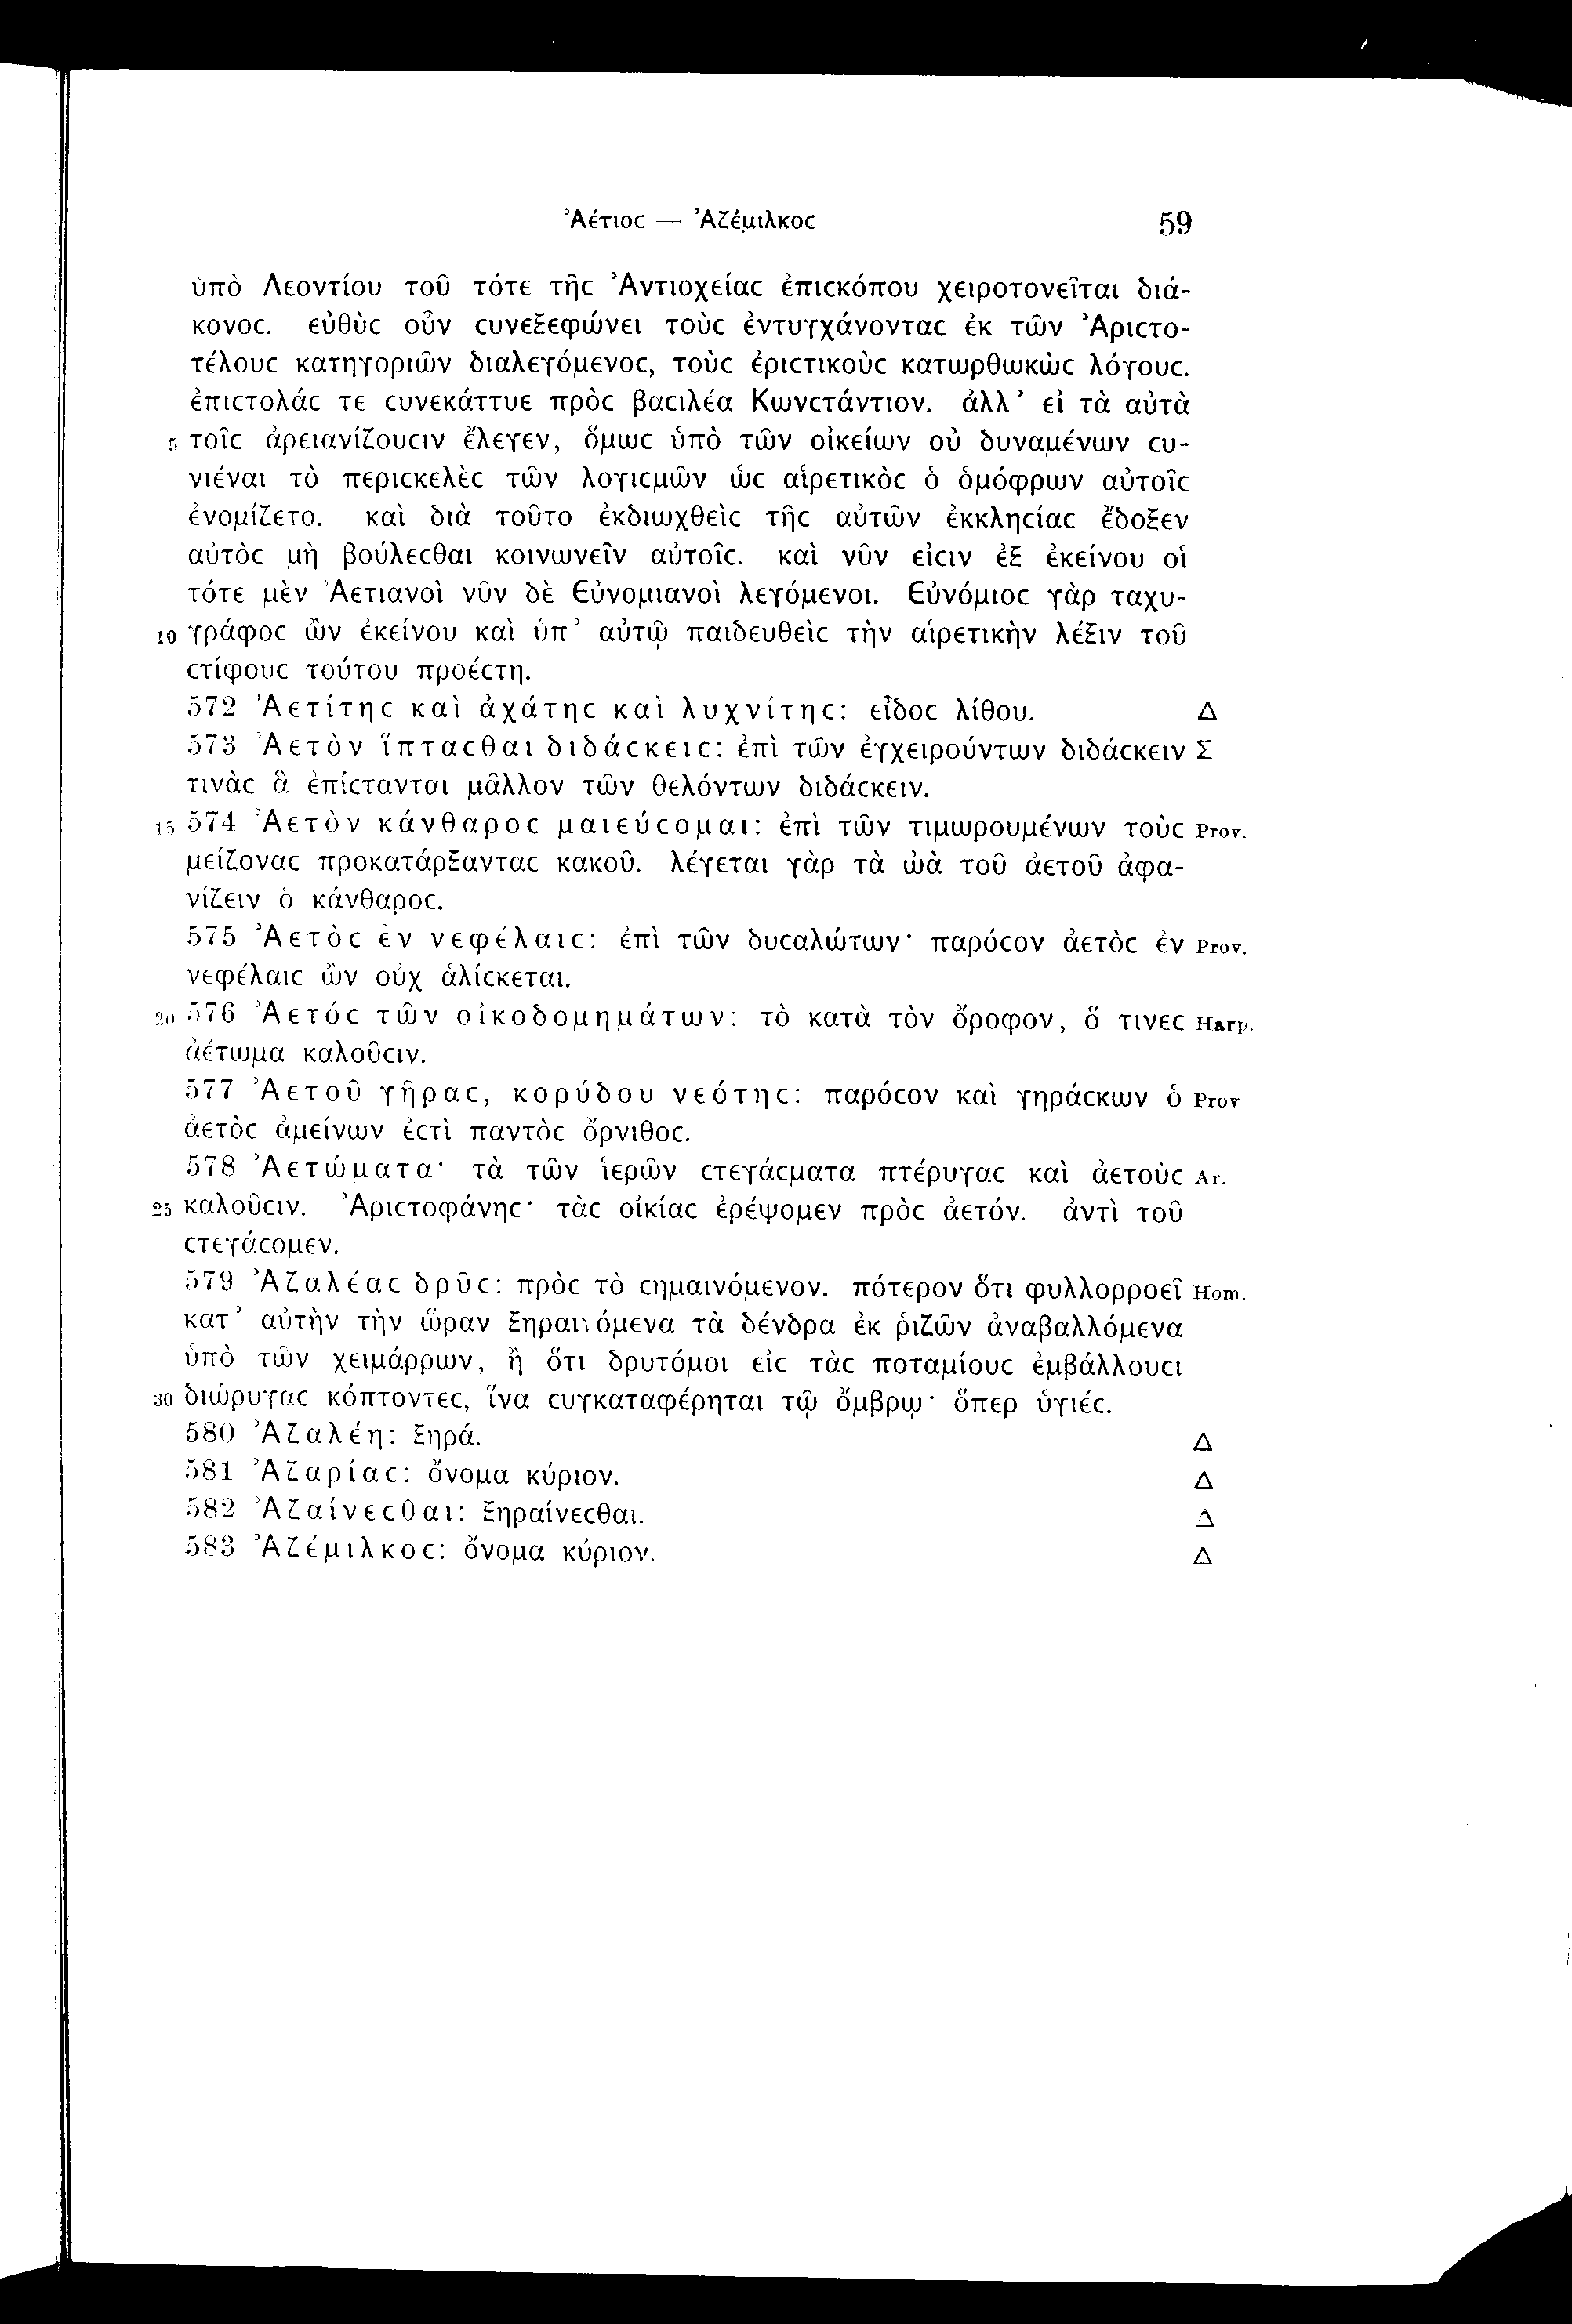 Ἀέτιος — Ἀζέμιλκος 59
ὑπὸ Λεοντίου τοῦ τότε τῆς Ἀντιοχείας ἐπισκόπου χειροτονεῖται διά-
κονος. εὐθὺς οὖν συνεξεφώνει τοὺς ἐντυγχάνοντας ἐκ τῶν Ἀριστο-
τέλους κατηγοριῶν διαλεγόμενος, τοὺς ἐριστικοὺς κατωρθωκὼς λόγους.
ἐπιστολάς τε συνεκάττυε πρὸς βασιλέα Κωνστάντιον. ἀλλ’ εἰ τὰ αὐτὰ
5 τοῖς ἀρειανίζουσιν ἔλεγεν, ὅμως ὑπὸ τῶν οἰκείων οὐ δυναμένων συ-
νιέναι τὸ περισκελὲς τῶν λογισμῶν ὡς αἱρετικὸς ὁ ὁμόφρων αὐτοῖς
ἐνομίζετο. καὶ διὰ τοῦτο ἐκδιωχθεὶς τῆς αὐτῶν ἐκκλησίας ἔδοξεν
αὐτὸς μὴ βούλεσθαι κοινωνεῖν αὐτοῖς. καὶ νῦν εἰσιν ἐξ ἐκείνου οἱ
τότε μὲν Ἀετιανοὶ νῦν δὲ Εὐνομιανοὶ λεγόμενοι. Εὐνόμιος γὰρ ταχυ-
10 γράφος ὢν ἐκείνου καὶ ὑπ’ αὐτῷ παιδευθεὶς τὴν αἱρετικὴν λέξιν τοῦ
στίφους τούτου προέστη.
572 Ἀετίτης καὶ ἀχάτης καὶ λυχνίτης: εἶδος λίθου. Δ
573 Ἀετὸν ἵπτασθαι διδάσκεις: ἐπὶ τῶν ἐγχειρούντων διδάσκειν Σ
τινὰς ἃ ἐπίστανται μᾶλλον τῶν θελόντων διδάσκειν.
15 574 Ἀετὸν κάνθαρος μαιεύσομαι: ἐπὶ τῶν τιμωρουμένων τοὺς Prov.
μείζονας προκατάρξαντας κακοῦ. λέγεται γὰρ τὰ ᾠὰ τοῦ ἀετοῦ ἀφα-
νίζειν ὁ κάνθαρος.
575 Ἀετὸς ἐν νεφέλαις: ἐπὶ τῶν δυσαλώτων· παρόσον ἀετὸς ἐν Prov.
νεφέλαις ὢν οὐχ ἁλίσκεται.
20 576 Ἀετός τῶν οἰκοδομημάτων: τὸ κατὰ τὸν ὄροφον, ὅ τινες Harp.
ἀέτωμα καλοῦσιν.
577 Ἀετοῦ γῆρας, κορύδου νεότης: παρόσον καὶ γηράσκων ὁ Prov.
ἀετὸς ἀμείνων ἐστὶ παντὸς ὄρνιθος.
578 Ἀετώματα· τὰ τῶν ἱερῶν στεγάσματα πτέρυγας καὶ ἀετοὺς Ar.
25 καλοῦσιν. Ἀριστοφάνης· τὰς οἰκίας ἐρέψομεν πρὸς ἀετόν. ἀντὶ τοῦ
στεγάσομεν.
579 Ἀζαλέας δρῦς: πρὸς τὸ σημαινόμενον. πότερον ὅτι φυλλορροεῖ Hom.
κατ’ αὐτὴν τὴν ὥραν ξηραινόμενα τὰ δένδρα ἐκ ῥιζῶν ἀναβαλλόμενα
ὑπὸ τῶν χειμάρρων, ἢ ὅτι δρυτόμοι εἰς τὰς ποταμίους ἐμβάλλουσι
30 διώρυγας κόπτοντες, ἵνα συγκαταφέρηται τῷ ὄμβρῳ· ὅπερ ὑγιές.
580 Ἀζαλέη: ξηρά. Δ
581 Ἀζαρίας: ὄνομα κύριον. Δ
582 Ἀζαίνεσθαι: ξηραίνεσθαι. Δ
583 Ἀζέμιλκος: ὄνομα κύριον. Δ